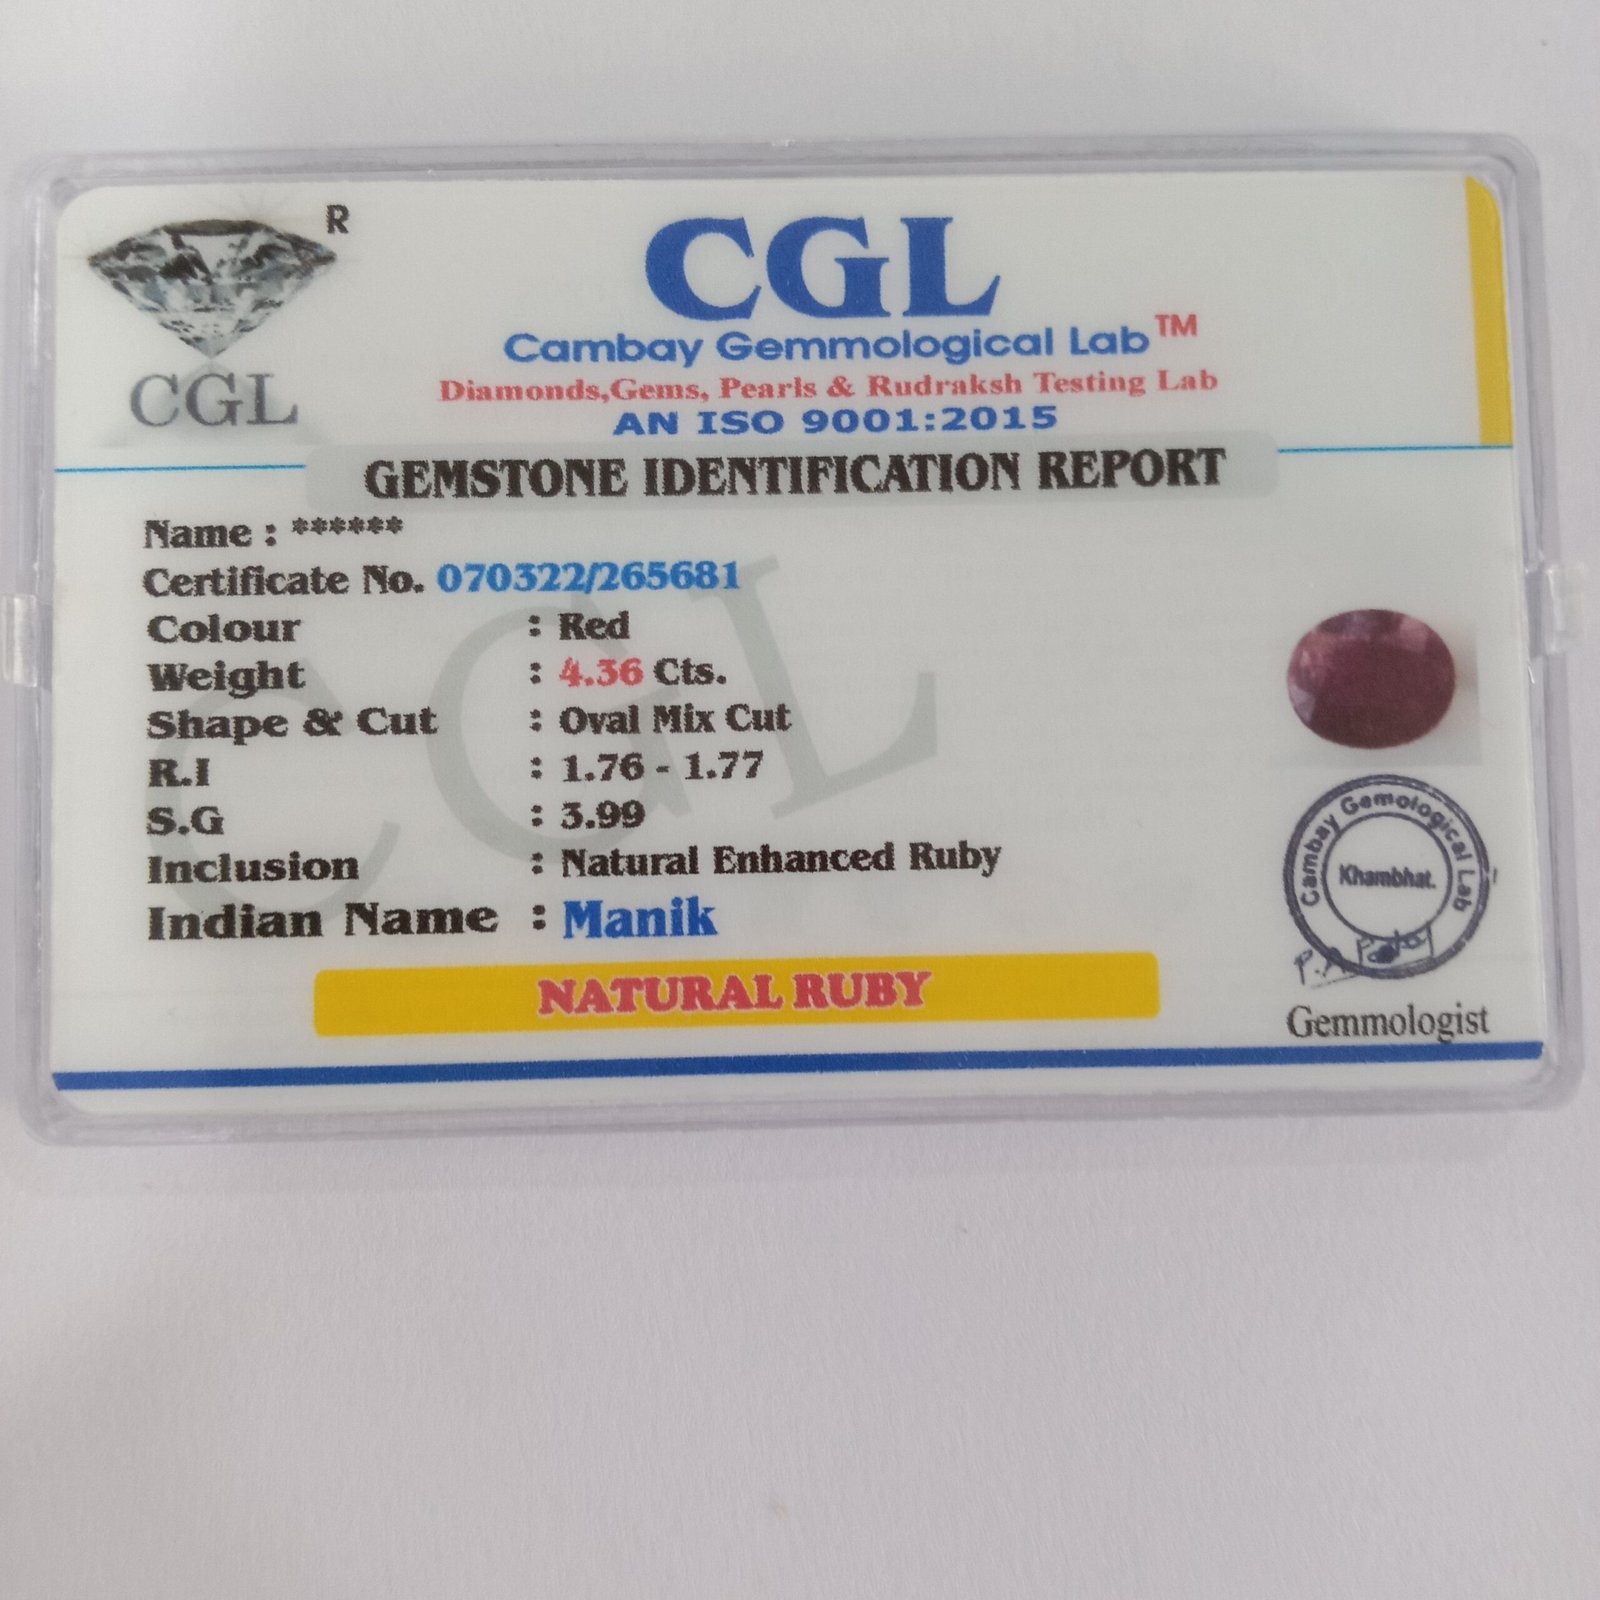 R
CGL
CGL
Cambay Gemmological Lab TM
Diamonds,Gems, Pearls & Rudraksh Testing Lab
AN ISO 9001:2015
GEMSTONE IDENTIFICATION REPORT
Name : ******
Certificate No. 070322/265681
Colour : Red
Weight : 4.36 Cts.
Shape & Cut : Oval Mix Cut
R.I : 1.76 - 1.77
S.G : 3.99
Inclusion : Natural Enhanced Ruby
Indian Name : Manik
NATURAL RUBY
CGL
Cambay Gemological Lab
Khambhat.
Gemmologist